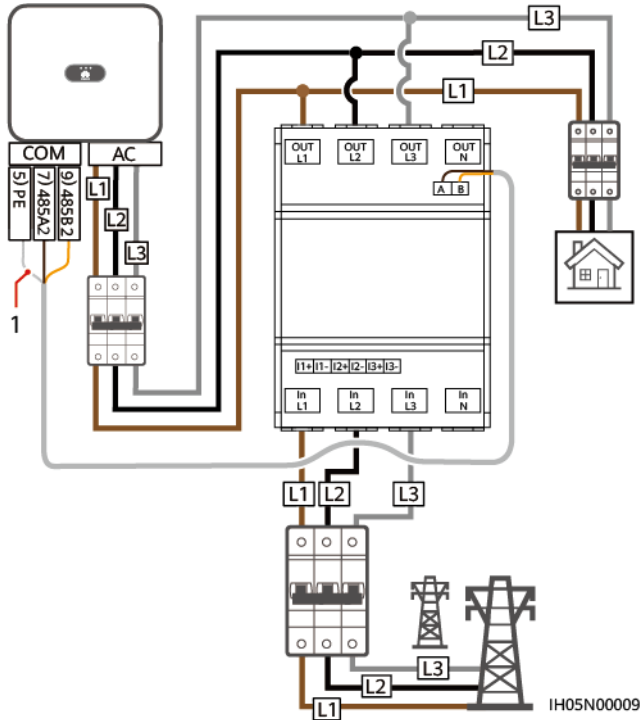 L3
L2
L1
COM
AC
5) PE
7) 485A2
9) 485B2
L1
L2
L3
1
OUT
L1
OUT
L2
OUT
L3
OUT
N
A B
I1+ I1- I2+ I2- I3+ I3-
In
L1
In
L2
In
L3
In
N
L1
L2
L3
L3
L2
L1
IH05N00009